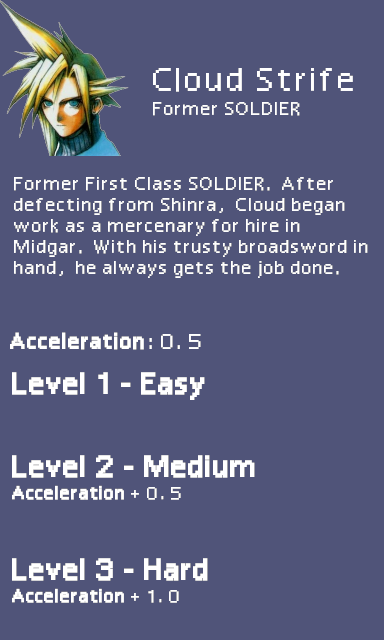 Cloud Strife
Former SOLDIER
Former First Class SOLDIER. After
defecting from Shinra, Cloud began
work as a mercenary for hire in
Midgar. With his trusty broadsword in
hand, he always gets the job done.
Acceleration: 0.5
Level 1 - Easy
Level 2 - Medium
Acceleration + 0.5
Level 3 - Hard
Acceleration + 1.0